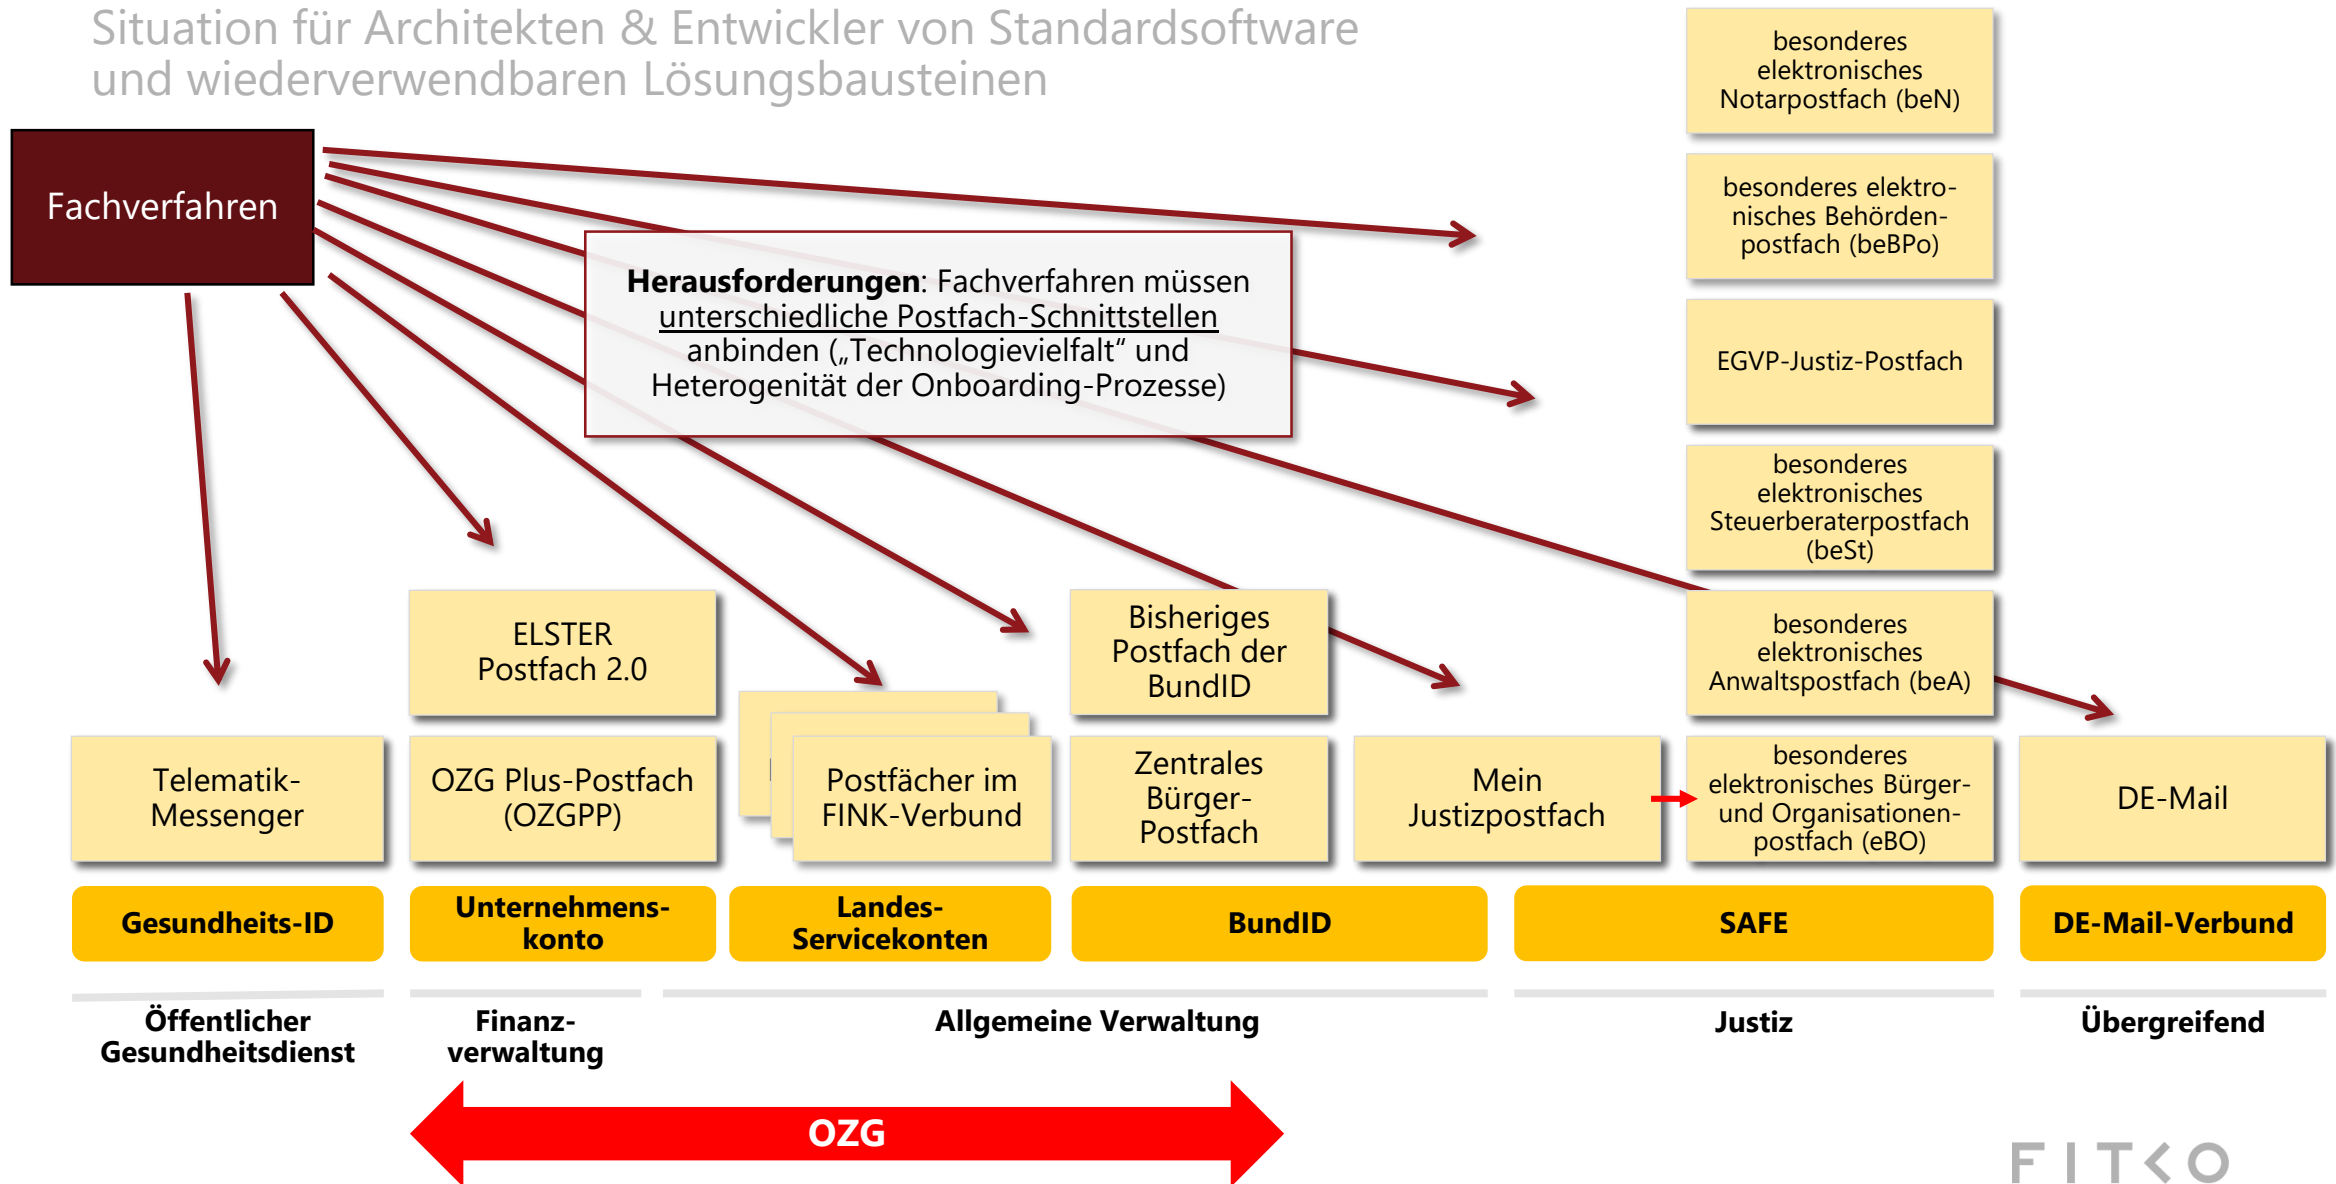 Situation für Architekten & Entwickler von Standardsoftware
und wiederverwendbaren Lösungsbausteinen
Fachverfahren
Herausforderungen: Fachverfahren müssen
unterschiedliche Postfach-Schnittstellen
anbinden („Technologievielfalt“ und
Heterogenität der Onboarding-Prozesse)
besonderes
elektronisches
Notarpostfach (beN)
besonderes elektro-
nisches Behörden-
postfach (beBPo)
EGVP-Justiz-Postfach
besonderes
elektronisches
Steuerberaterpostfach
(beSt)
besonderes
elektronisches
Anwaltspostfach (beA)
besonderes
elektronisches Bürger-
und Organisationen-
postfach (eBO)
ELSTER
Postfach 2.0
Bisheriges
Postfach der
BundID
Telematik-
Messenger
OZG Plus-Postfach
(OZGPP)
Postfächer im
FINK-Verbund
Zentrales
Bürger-
Postfach
Mein
Justizpostfach
DE-Mail
Gesundheits-ID
Unternehmens-
konto
Landes-
Servicekonten
BundID
SAFE
DE-Mail-Verbund
Öffentlicher
Gesundheitsdienst
Finanz-
verwaltung
Allgemeine Verwaltung
Justiz
Übergreifend
OZG
FITKO